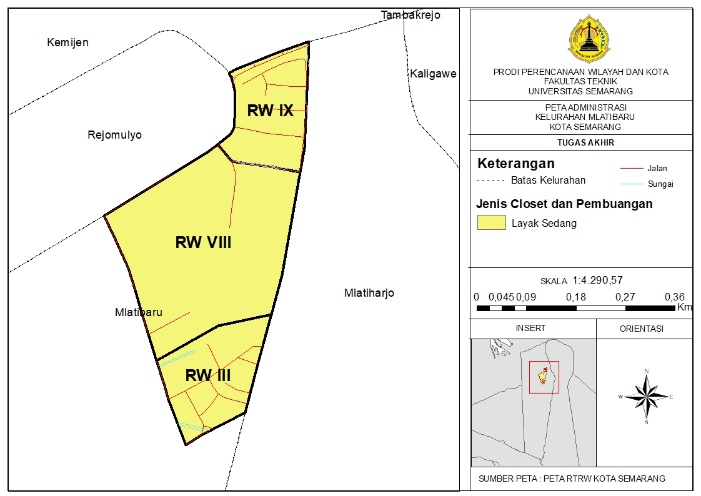 Tambakrejo
Kemijen
Kaligawe
RW IX
Rejomulyo
RW VIII
Mlatiharjo
Mlatibaru
RW III
PRODI PERENCANAAN WILAYAH DAN KOTA
FAKULTAS TEKNIK
UNIVERSITAS SEMARANG
PETA ADMINISTRASI
KELURAHAN MLATIBARU
KOTA SEMARANG
TUGAS AKHIR
Keterangan
Jalan
Batas Kelurahan
Sungai
Jenis Closet dan Pembuangan
Layak Sedang
SKALA 1:4.290,57
0 0,045 0,09 0,18 0,27 0,36
Km
INSERT
ORIENTASI
N
W E
S
SUMBER PETA : PETA RTRW KOTA SEMARANG